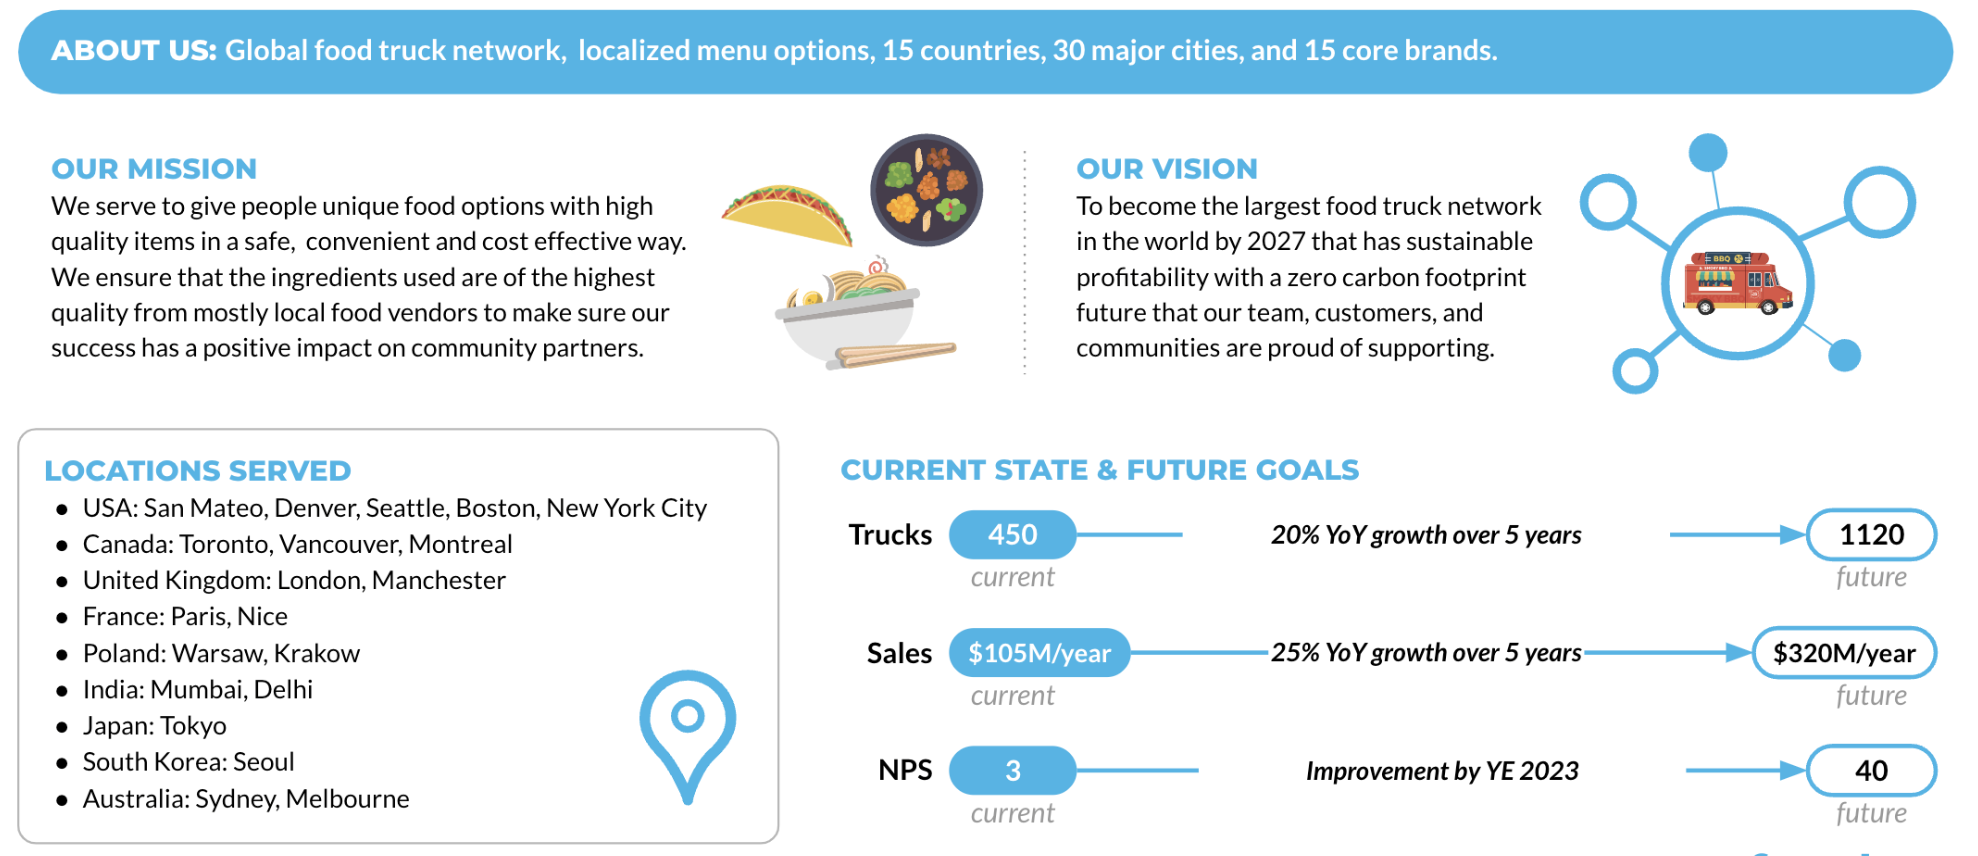 ABOUT US: Global food truck network, localized menu options, 15 countries, 30 major cities, and 15 core brands.
OUR MISSION
We serve to give people unique food options with high
quality items in a safe, convenient and cost effective way.
We ensure that the ingredients used are of the highest
quality from mostly local food vendors to make sure our
success has a positive impact on community partners.
OUR VISION
To become the largest food truck network
in the world by 2027 that has sustainable
profitability with a zero carbon footprint
future that our team, customers, and
communities are proud of supporting.
BBQ
LOCATIONS SERVED
● USA: San Mateo, Denver, Seattle, Boston, New York City
● Canada: Toronto, Vancouver, Montreal
● United Kingdom: London, Manchester
● France: Paris, Nice
● Poland: Warsaw, Krakow
● India: Mumbai, Delhi
● Japan: Tokyo
● South Korea: Seoul
● Australia: Sydney, Melbourne
CURRENT STATE & FUTURE GOALS
Trucks 450 20% YoY growth over 5 years 1120
current future
Sales $105M/year 25% YoY growth over 5 years $320M/year
current future
NPS 3 Improvement by YE 2023 40
current future